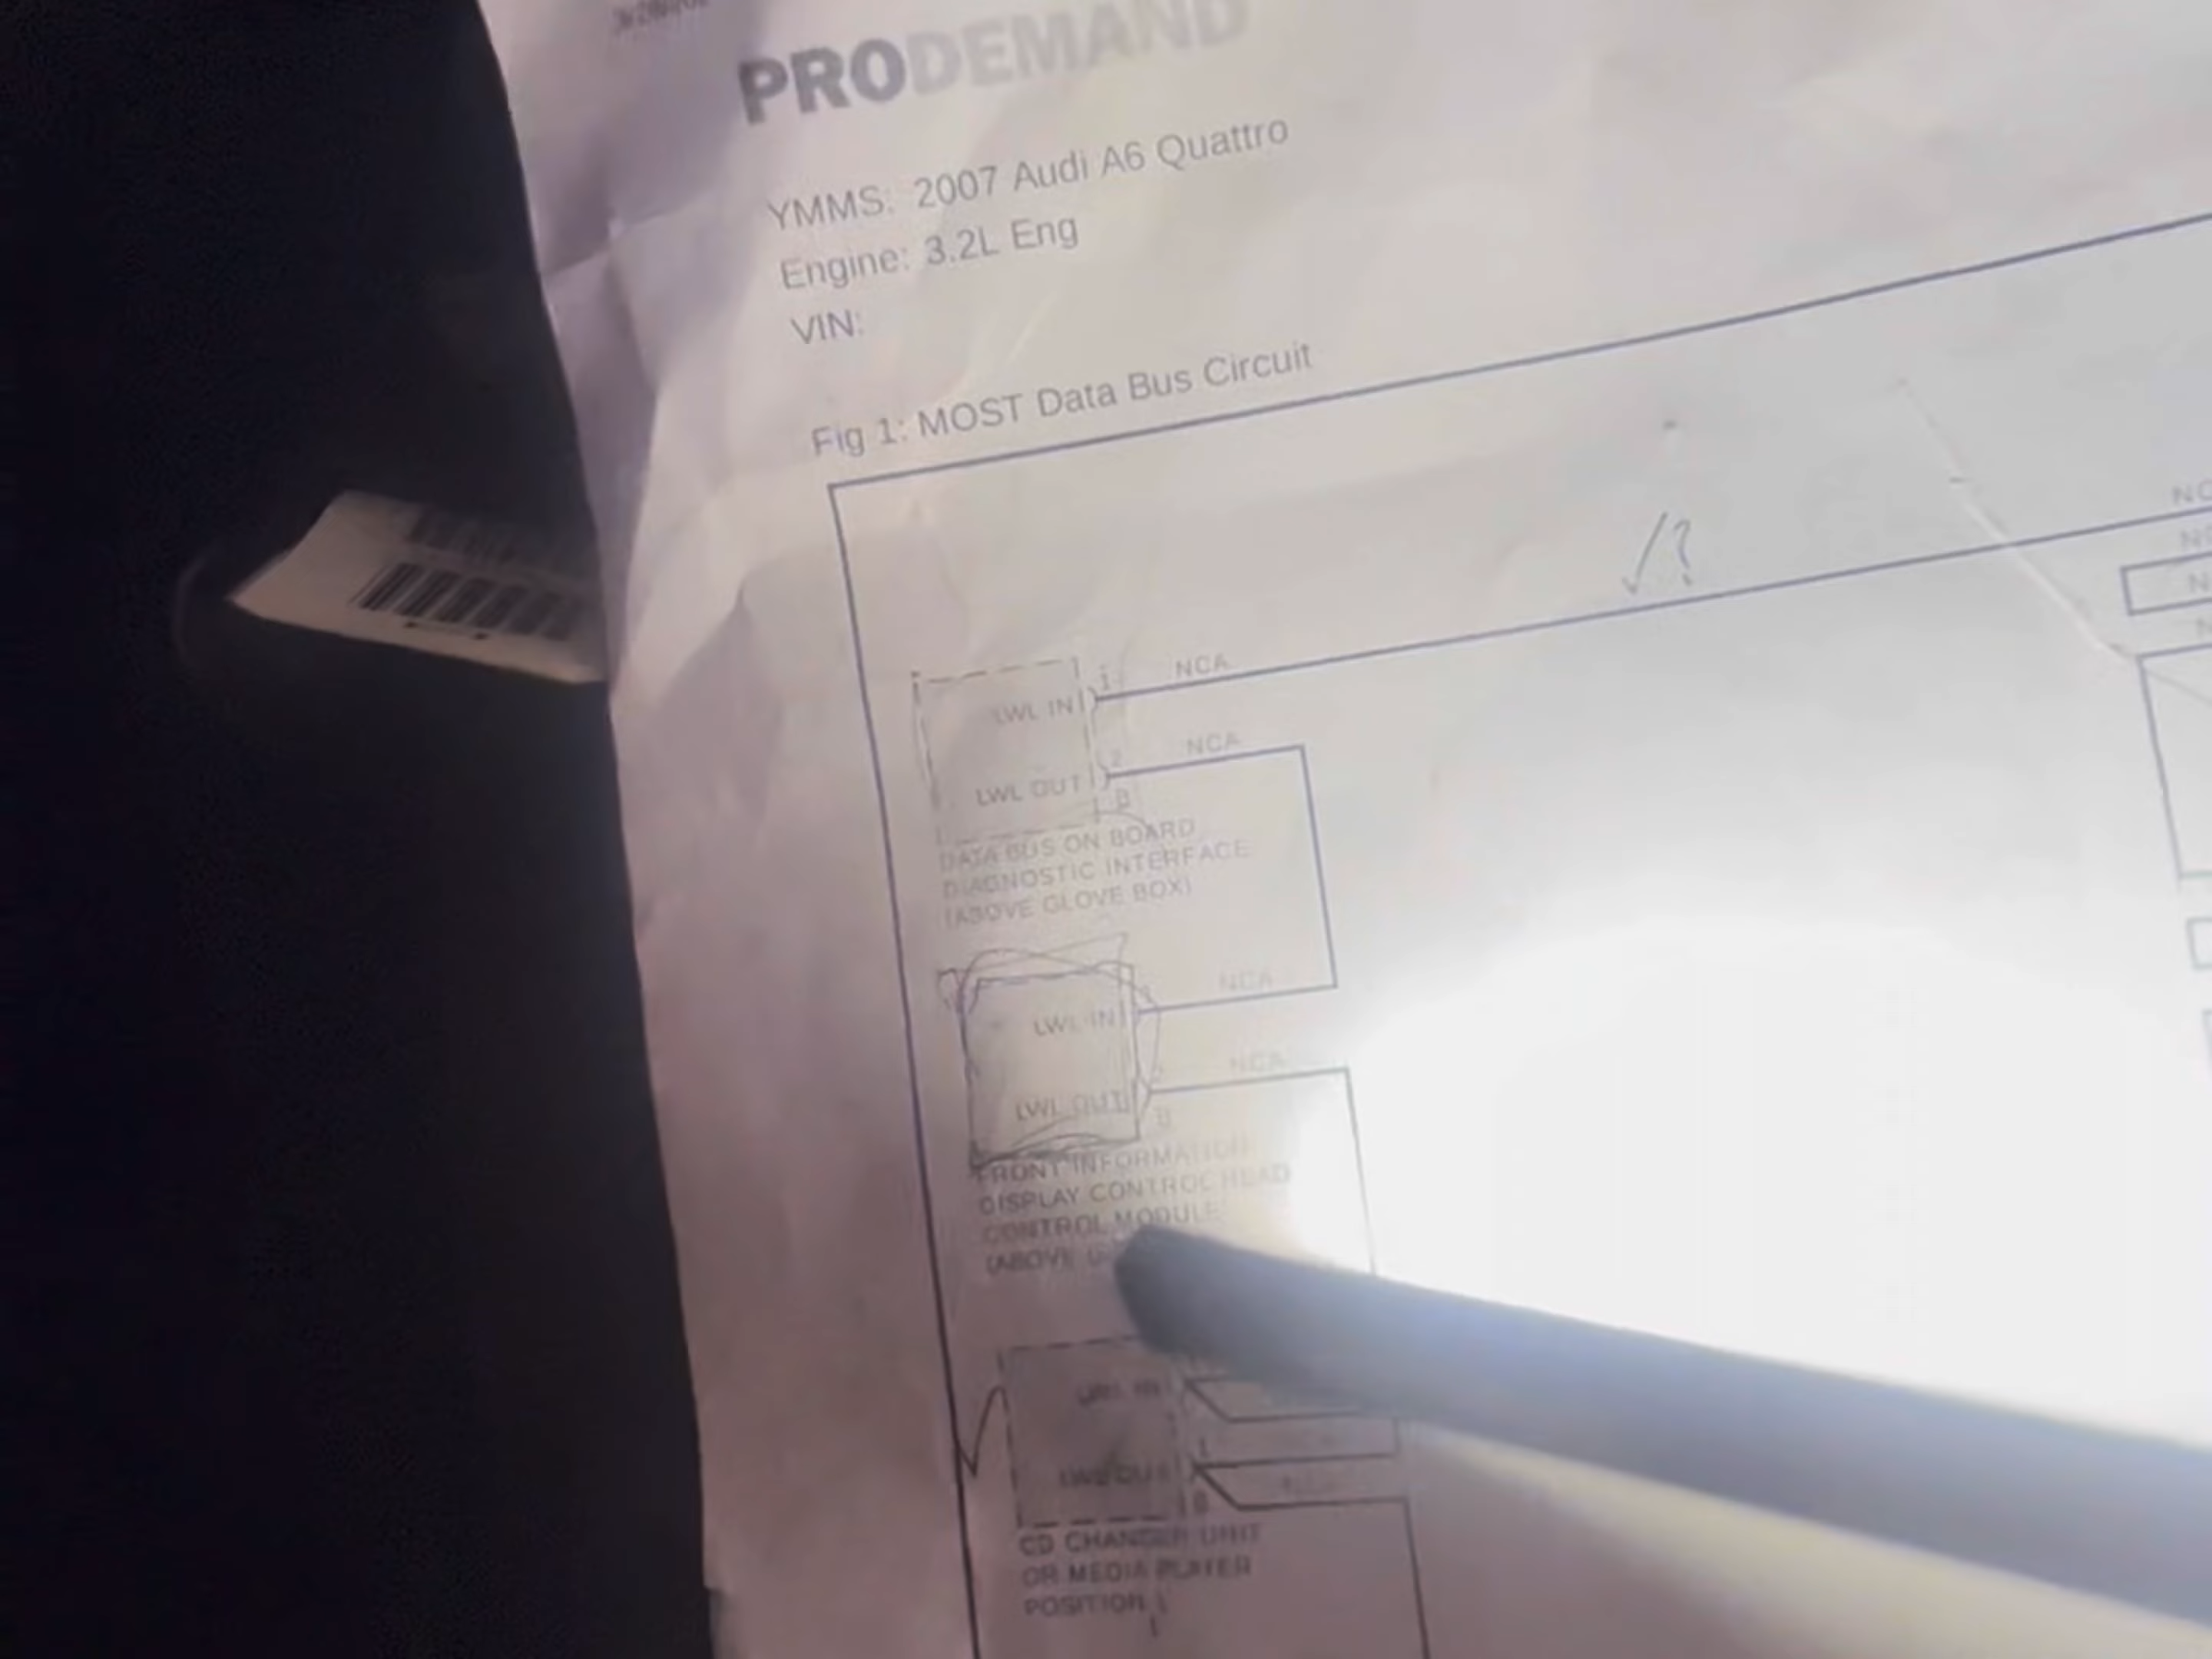 PRODEMAND
YMMS: 2007 Audi A6 Quattro
Engine: 3.2L Eng
VIN:
Fig 1: MOST Data Bus Circuit
√?
LWL IN
1
NCA
LWL OUT
2
NCA
B
DATA BUS ON BOARD
DIAGNOSTIC INTERFACE
(ABOVE GLOVE BOX)
LWL IN
NCA
LWL OUT
NCA
B
FRONT INFORMATION
DISPLAY CONTROL HEAD
CONTROL MODULE
(ABOVE
CD CHANGER UNIT
OR MEDIA PLAYER
POSITION